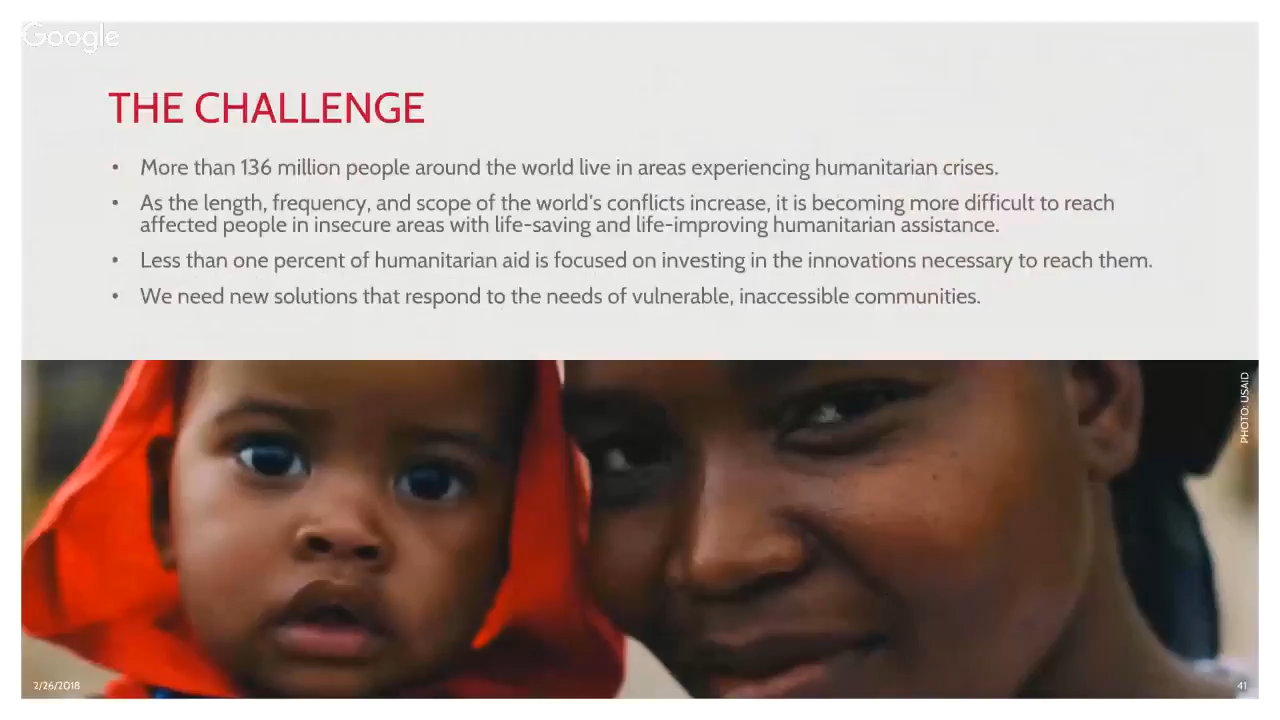 Google
THE CHALLENGE
• More than 136 million people around the world live in areas experiencing humanitarian crises.
• As the length, frequency, and scope of the world's conflicts increase, it is becoming more difficult to reach
affected people in insecure areas with life-saving and life-improving humanitarian assistance.
• Less than one percent of humanitarian aid is focused on investing in the innovations necessary to reach them.
• We need new solutions that respond to the needs of vulnerable, inaccessible communities.
PHOTO: USAID
2/26/2018
41